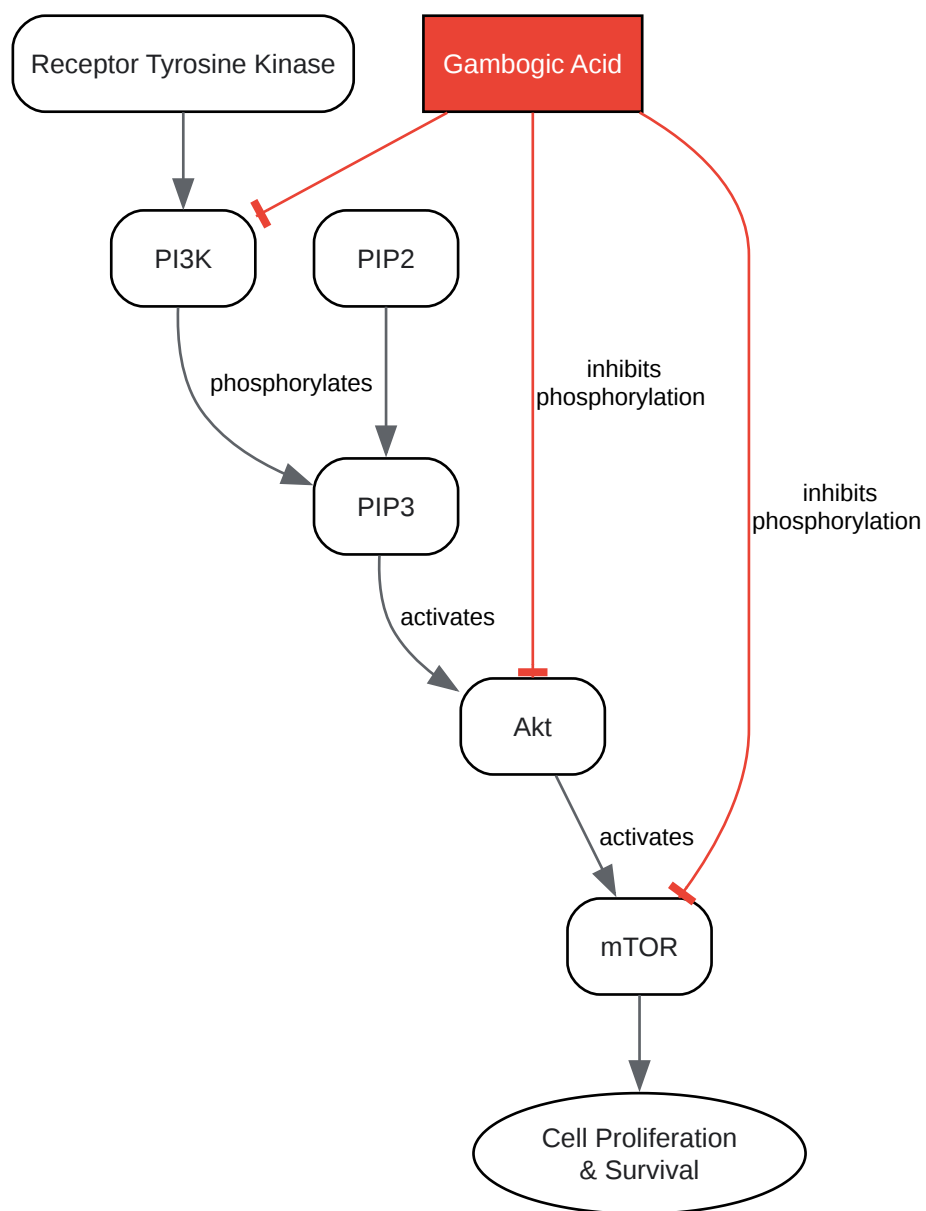 Receptor Tyrosine Kinase
Gambogic Acid
PI3K
PIP2
phosphorylates
inhibits
phosphorylation
PIP3
inhibits
phosphorylation
activates
Akt
activates
mTOR
Cell Proliferation
& Survival